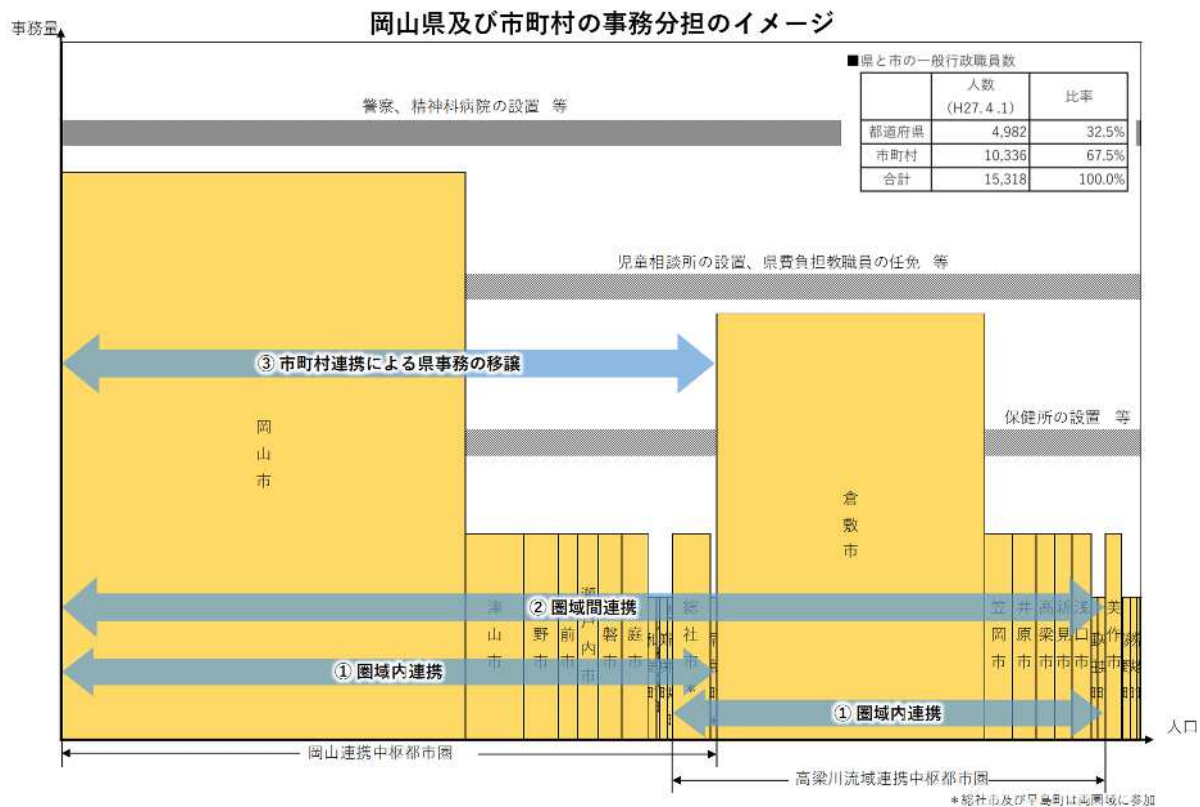 岡山県及び市町村の事務分担のイメージ
事務量
■県と市の一般行政職員数
人数
(H27.4.1)
比率
都道府県 4,982 32.5%
市町村 10,336 67.5%
合計 15,318 100.0%
警察、精神科病院の設置 等
児童相談所の設置、県費負担教職員の任免 等
③ 市町村連携による県事務の移譲
保健所の設置 等
岡山市
倉敷市
② 圏域間連携
津山市
野市
前市
瀬戸内市
磐市
庭市
総社市*
笠岡市
井原市
高梁市
新見市
浅口市
美作市
① 圏域内連携
① 圏域内連携
人口
岡山連携中枢都市圏
高梁川流域連携中枢都市圏
*総社市及び早島町は両圏域に参加